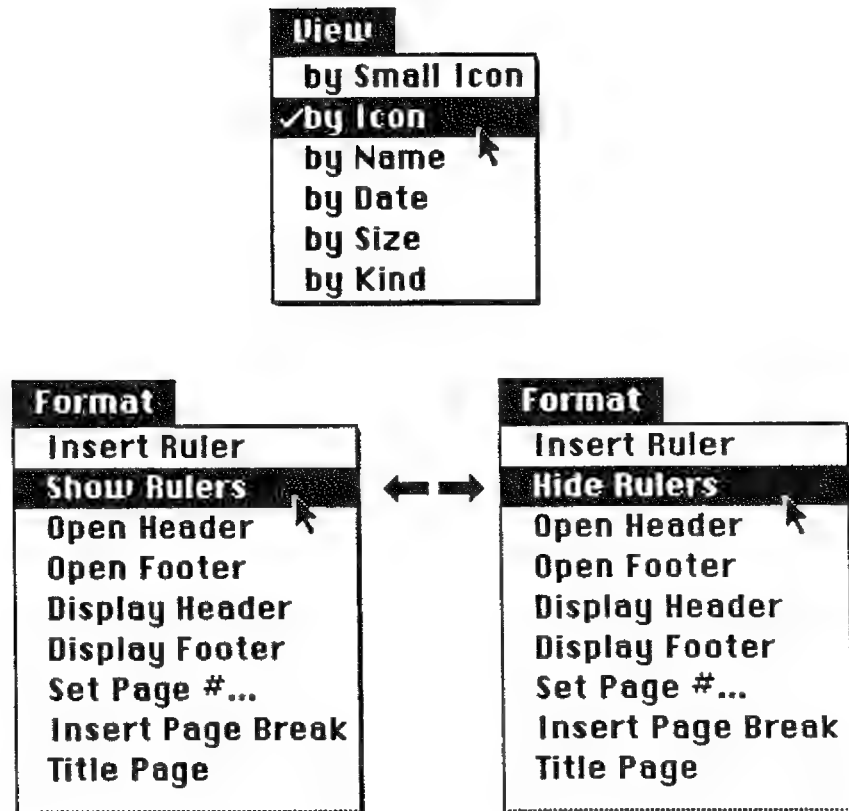 View
by Small Icon
✓by Icon
by Name
by Date
by Size
by Kind
Format
Insert Ruler
Show Rulers
Open Header
Open Footer
Display Header
Display Footer
Set Page #...
Insert Page Break
Title Page
Format
Insert Ruler
Hide Rulers
Open Header
Open Footer
Display Header
Display Footer
Set Page #...
Insert Page Break
Title Page